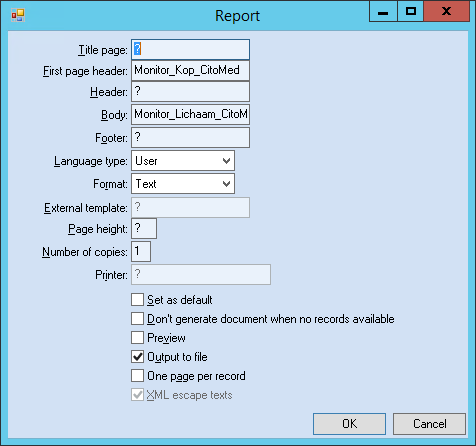 Report
Title page: ?
First page header: Monitor_Kop_CitoMed
Header: ?
Body: Monitor_Lichaam_CitoM
Footer: ?
Language type: User
Format: Text
External template: ?
Page height: ?
Number of copies: 1
Printer: ?
Set as default
Don't generate document when no records available
Preview
Output to file
One page per record
XML escape texts
OK Cancel